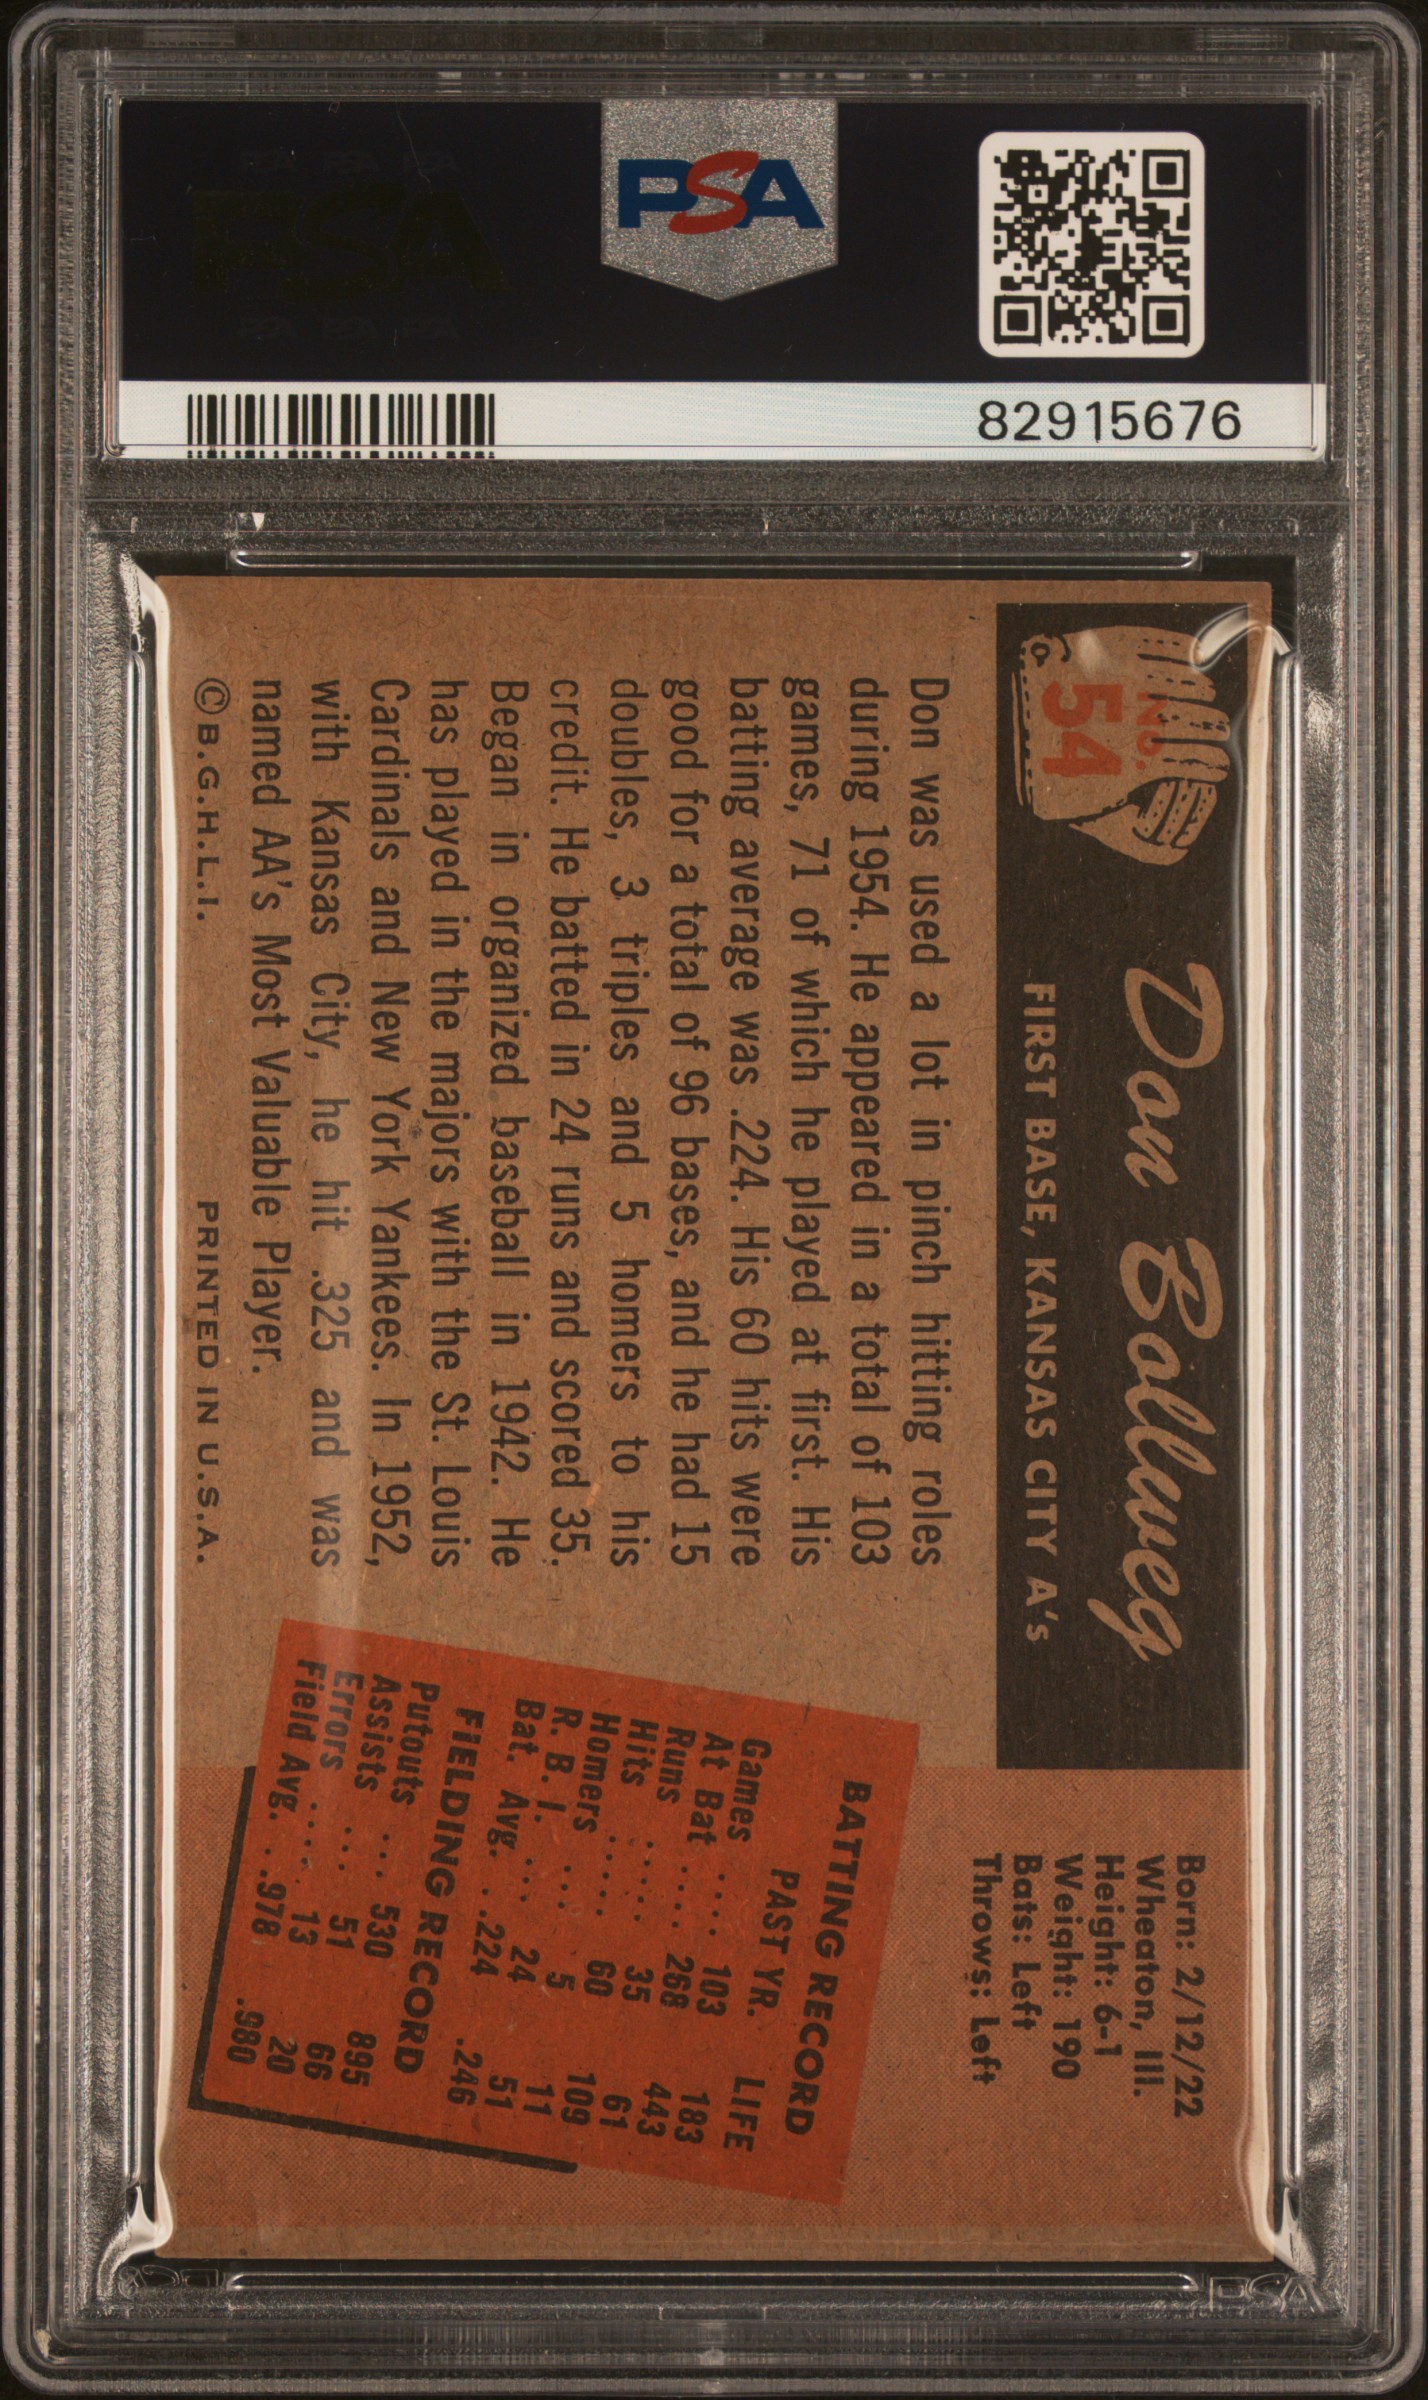 PSA
82915676
No.
54
Don Bollweg
FIRST BASE, KANSAS CITY A's
Born: 2/12/22
Wheaton, Ill.
Height: 6-1
Weight: 190
Bats: Left
Throws: Left
Don was used a lot in pinch hitting roles
during 1954. He appeared in a total of 103
games, 71 of which he played at first. His
batting average was .224. His 60 hits were
good for a total of 96 bases, and he had 15
doubles, 3 triples and 5 homers to his
credit. He batted in 24 runs and scored 35.
Began in organized baseball in 1942. He
has played in the majors with the St. Louis
Cardinals and New York Yankees. In 1952,
with Kansas City, he hit .325 and was
named AA's Most Valuable Player.
©B.G.H.L.I. PRINTED IN U.S.A.
BATTING RECORD
PAST YR. LIFE
Games 103 183
At Bat .... 268 443
Runs .... 35 61
Hits ..... 60 109
Homers ..... 5 11
R. B. I. ... 24 51
Bat. Avg. ... .224 .246
FIELDING RECORD
Putouts ... 530 895
Assists ... 51 66
Errors .... 13 20
Field Avg. . .978 .980
PSA